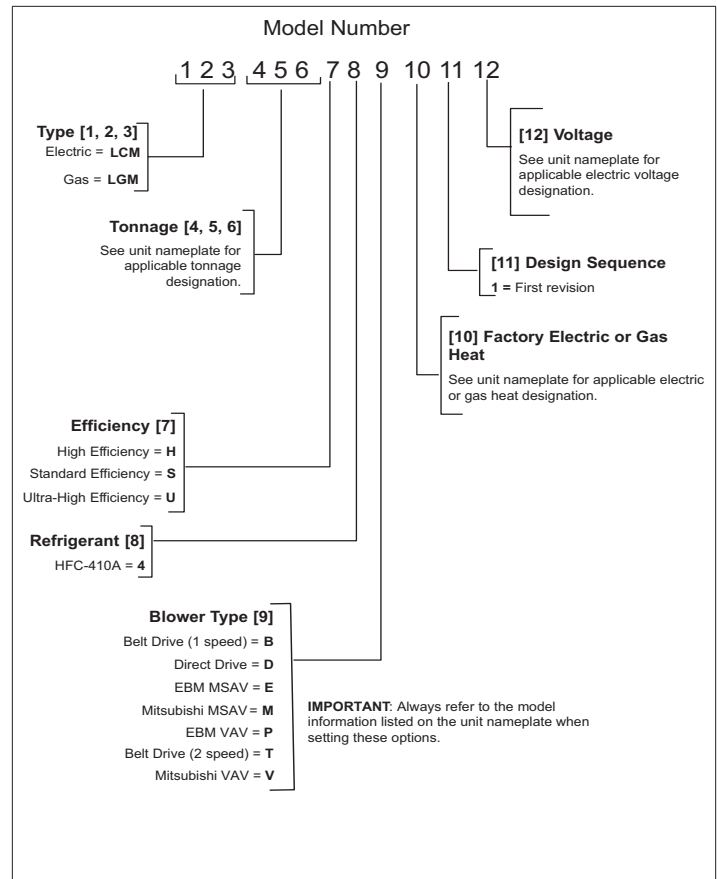 Model Number
1 2 3 4 5 6 7 8 9 10 11 12
Type [1, 2, 3]
Electric = LCM
Gas = LGM
Tonnage [4, 5, 6]
See unit nameplate for
applicable tonnage
designation.
Efficiency [7]
High Efficiency = H
Standard Efficiency = S
Ultra-High Efficiency = U
Refrigerant [8]
HFC-410A = 4
Blower Type [9]
Belt Drive (1 speed) = B
Direct Drive = D
EBM MSAV = E
Mitsubishi MSAV = M
EBM VAV = P
Belt Drive (2 speed) = T
Mitsubishi VAV = V
[12] Voltage
See unit nameplate for
applicable electric voltage
designation.
[11] Design Sequence
1 = First revision
[10] Factory Electric or Gas
Heat
See unit nameplate for applicable electric
or gas heat designation.
IMPORTANT: Always refer to the model
information listed on the unit nameplate when
setting these options.